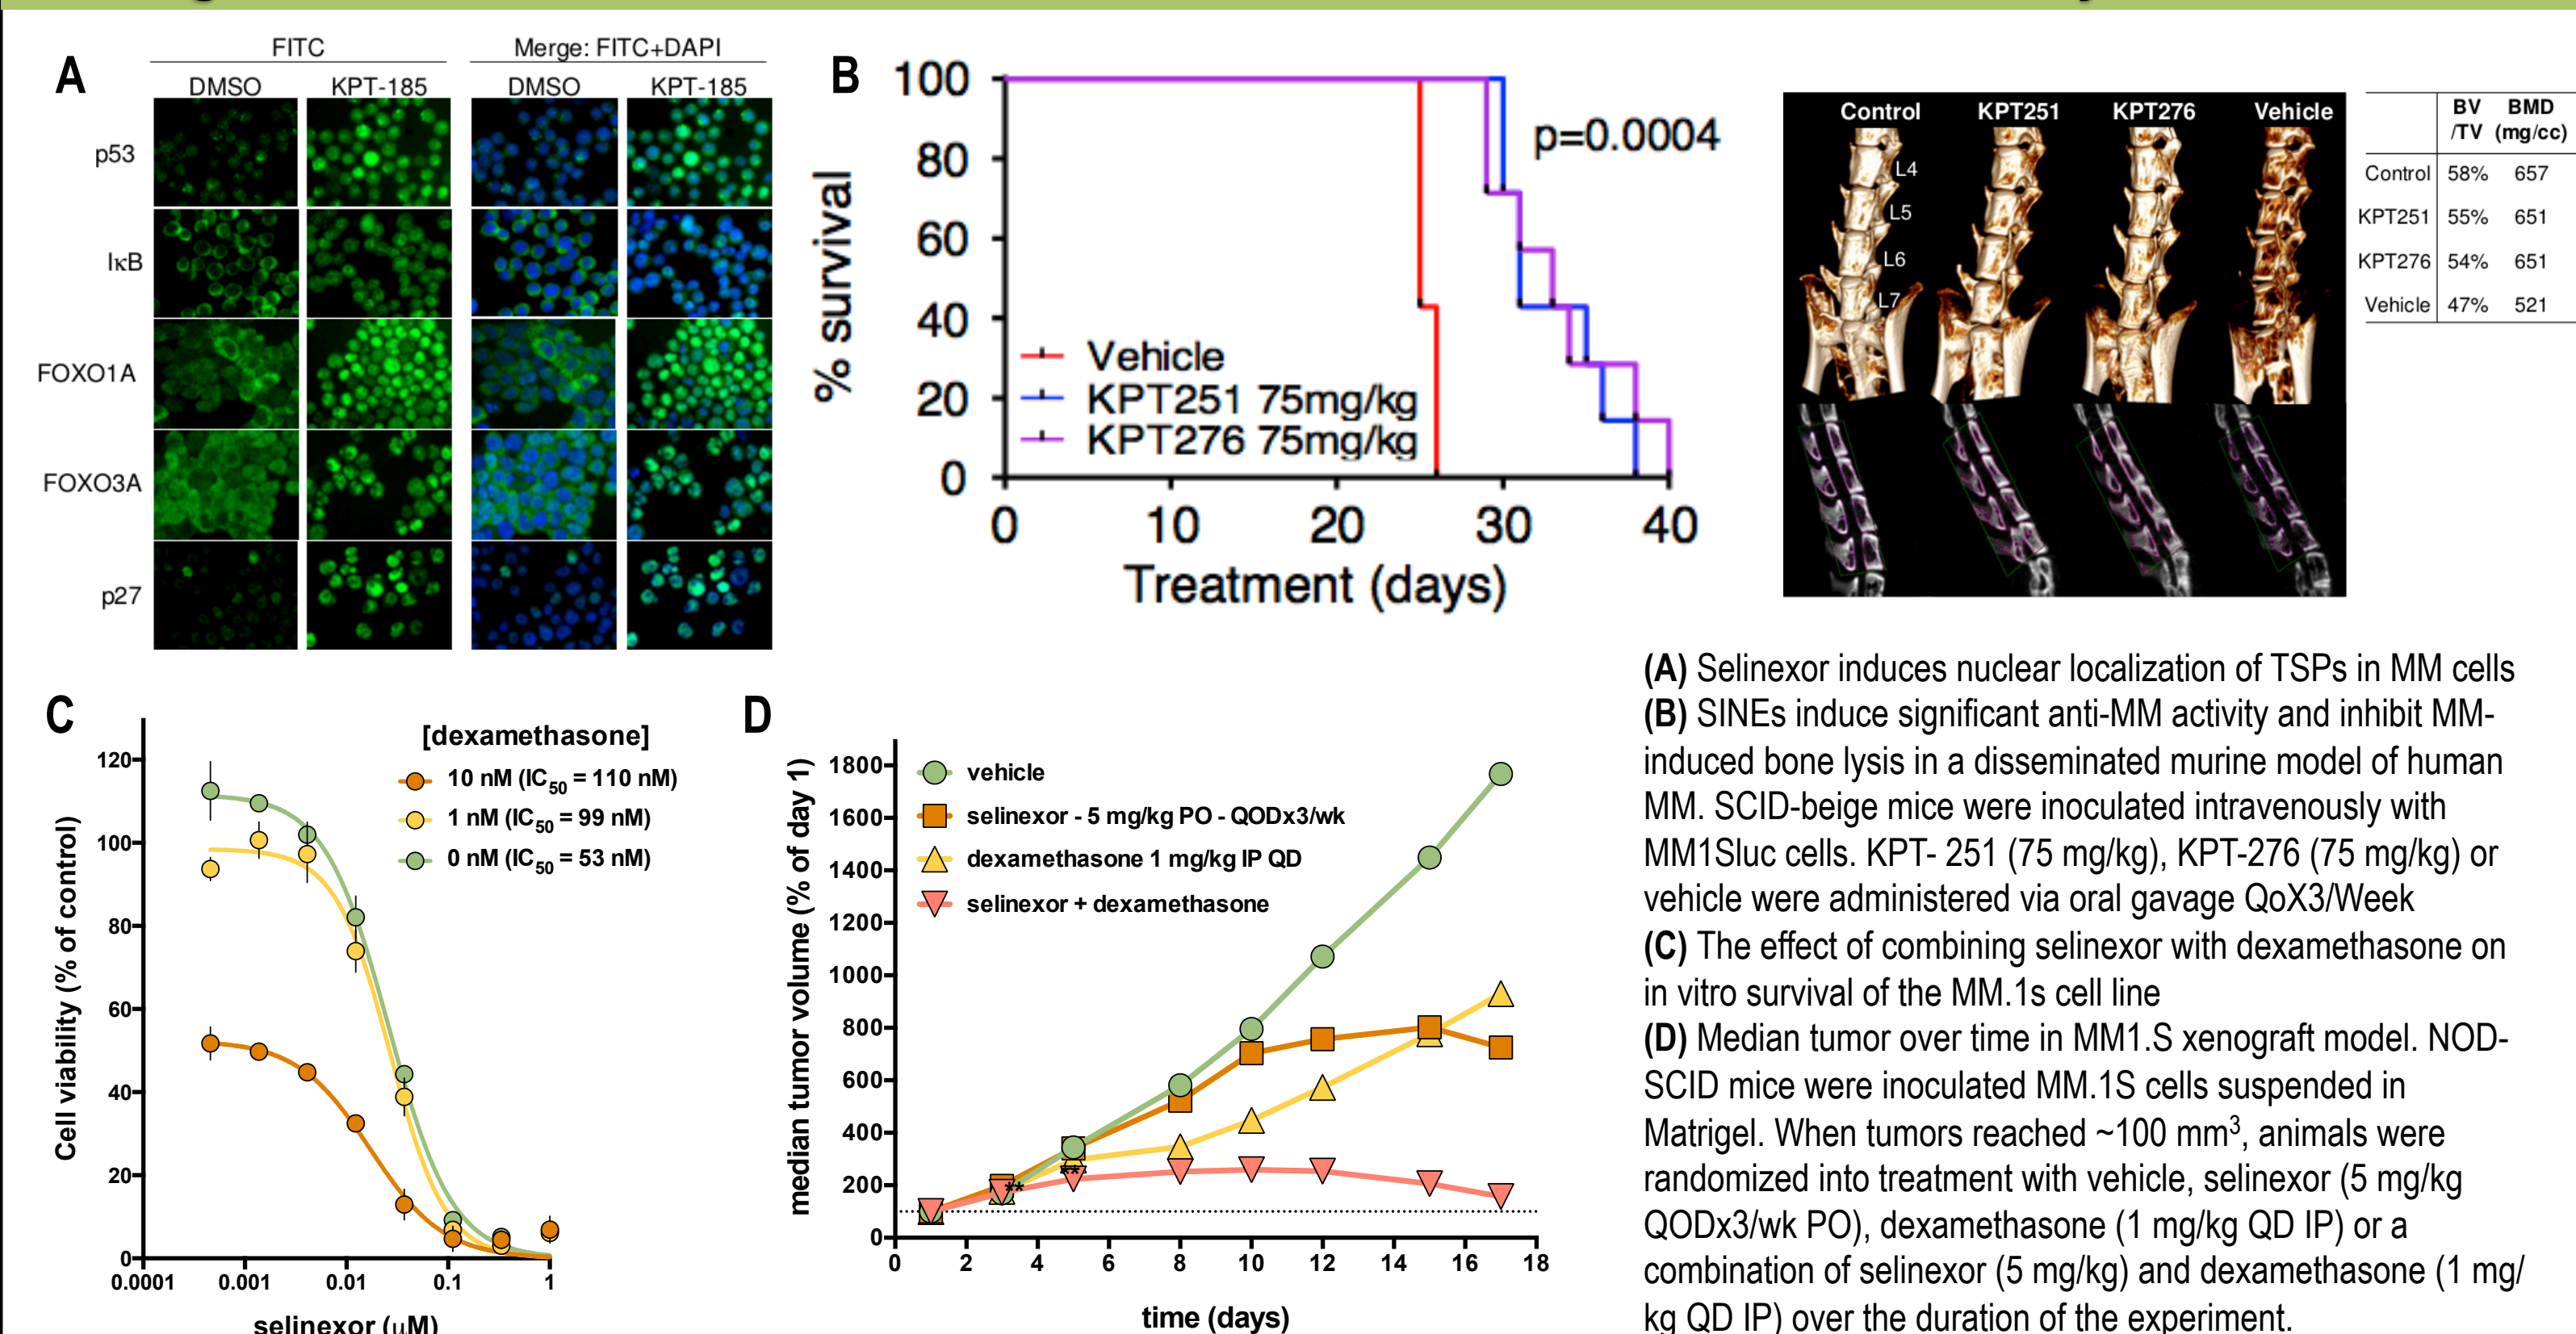 A
FITC
Merge: FITC+DAPI
DMSO
KPT-185
DMSO
KPT-185
p53
IκB
FOXO1A
FOXO3A
p27
B
100
80
60
40
20
0
% survival
p=0.0004
Vehicle
KPT251 75mg/kg
KPT276 75mg/kg
0 10 20 30 40
Treatment (days)
Control KPT251 KPT276 Vehicle
L4
L5
L6
L7
BV /TV BMD (mg/cc)
Control 58% 657
KPT251 55% 651
KPT276 54% 651
Vehicle 47% 521
C
[dexamethasone]
10 nM (IC50 = 110 nM)
1 nM (IC50 = 99 nM)
0 nM (IC50 = 53 nM)
Cell viability (% of control)
120
100
80
60
40
20
0
0.0001 0.001 0.01 0.1 1
selinexor (μM)
D
vehicle
selinexor - 5 mg/kg PO - QODx3/wk
dexamethasone 1 mg/kg IP QD
selinexor + dexamethasone
median tumor volume (% of day 1)
1800
1600
1400
1200
1000
800
600
400
200
0
**
**
0 2 4 6 8 10 12 14 16 18
time (days)
(A) Selinexor induces nuclear localization of TSPs in MM cells
(B) SINEs induce significant anti-MM activity and inhibit MM-
induced bone lysis in a disseminated murine model of human
MM. SCID-beige mice were inoculated intravenously with
MM1Sluc cells. KPT- 251 (75 mg/kg), KPT-276 (75 mg/kg) or
vehicle were administered via oral gavage QoX3/Week
(C) The effect of combining selinexor with dexamethasone on
in vitro survival of the MM.1s cell line
(D) Median tumor over time in MM1.S xenograft model. NOD-
SCID mice were inoculated MM.1S cells suspended in
Matrigel. When tumors reached ~100 mm3, animals were
randomized into treatment with vehicle, selinexor (5 mg/kg
QODx3/wk PO), dexamethasone (1 mg/kg QD IP) or a
combination of selinexor (5 mg/kg) and dexamethasone (1 mg/
kg QD IP) over the duration of the experiment.